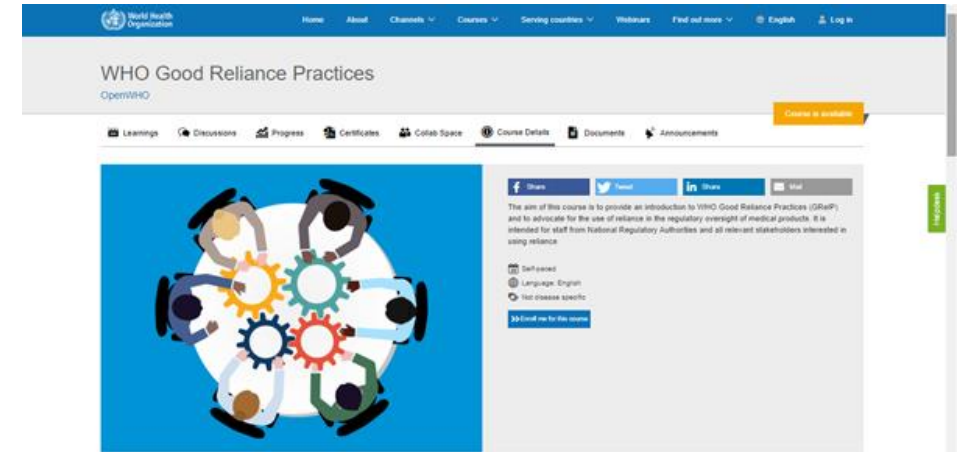 World Health
Organization
Home About Channels Courses Serving countries Webinars Find out more English Log in
WHO Good Reliance Practices
OpenWHO
Course is available
Learnings Discussions Progress Certificates Collab Space Course Details Documents Announcements
Share Tweet Share Mail
The aim of this course is to provide an introduction to WHO Good Reliance Practices (GRelP)
and to advocate for the use of reliance in the regulatory oversight of medical products. It is
intended for staff from National Regulatory Authorities and all relevant stakeholders interested in
using reliance
Self-paced
Language: English
Not disease specific
Enroll me for this course
Helpdesk